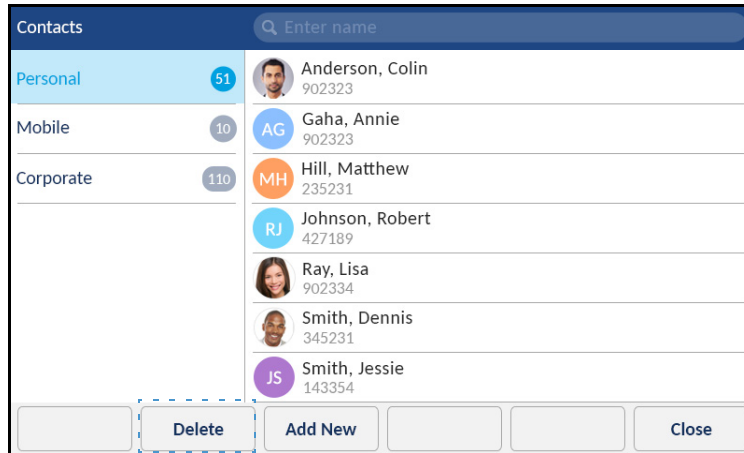 Contacts
Enter name
Personal 51
Mobile 10
Corporate 110
Anderson, Colin
902323
AG
Gaha, Annie
902323
MH
Hill, Matthew
235231
RJ
Johnson, Robert
427189
Ray, Lisa
902334
Smith, Dennis
345231
JS
Smith, Jessie
143354
Delete Add New Close